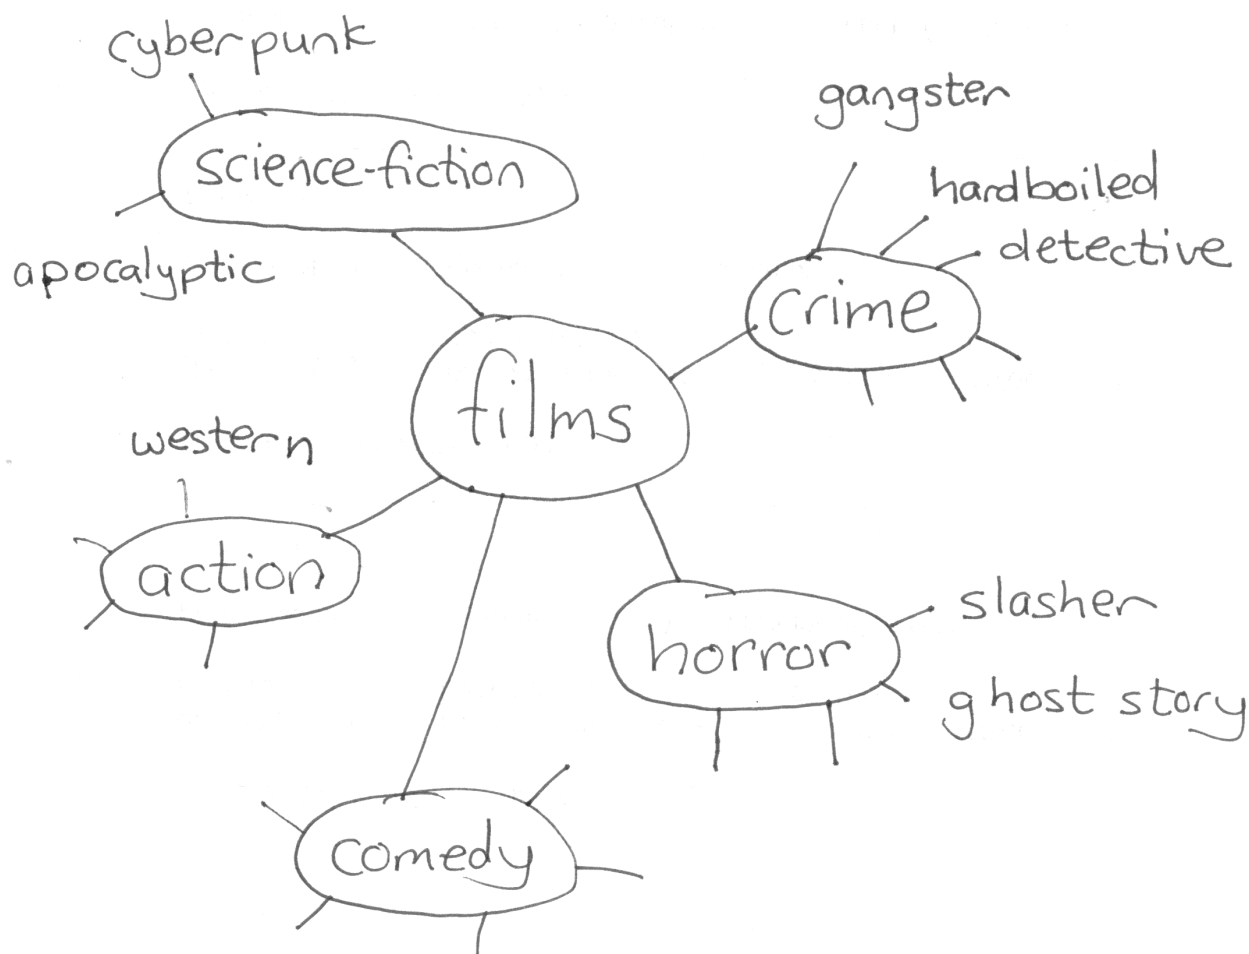 cyberpunk
science-fiction
apocalyptic
gangster
hardboiled
detective
crime
films
western
action
horror
slasher
ghost story
comedy